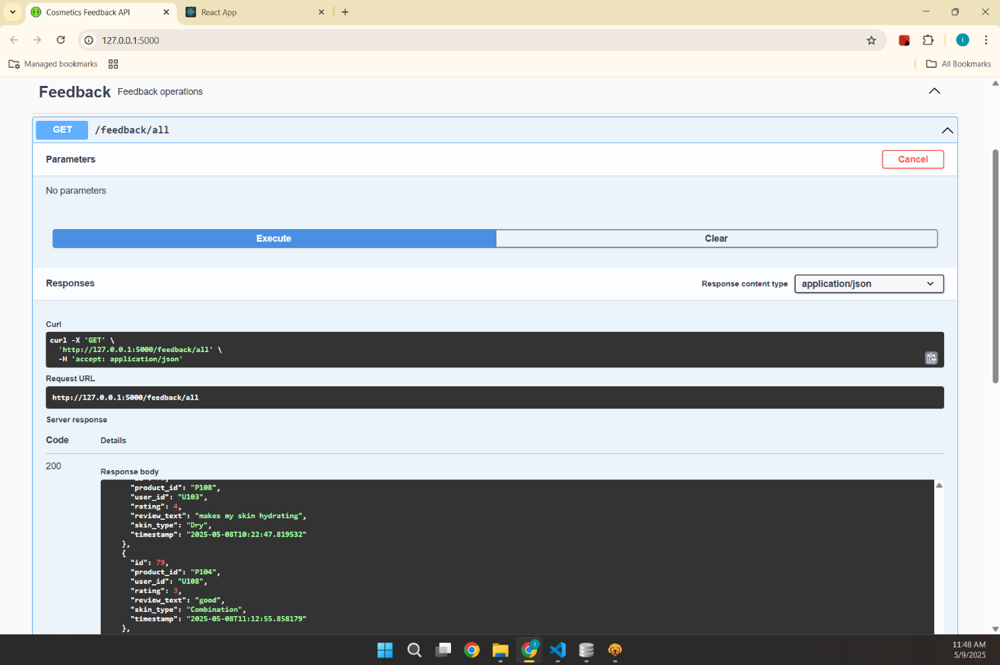 Cosmetics Feedback API
React App
127.0.0.1:5000
I
Managed bookmarks
All Bookmarks
Feedback Feedback operations
GET /feedback/all
Parameters
Cancel
No parameters
Execute
Clear
Responses
Response content type
application/json
Curl
curl -X 'GET' \
'http://127.0.0.1:5000/feedback/all' \
-H 'accept: application/json'
Request URL
http://127.0.0.1:5000/feedback/all
Server response
Code Details
200
Response body
"product_id": "P108",
"user_id": "U103",
"rating": 4,
"review_text": "makes my skin hydrating",
"skin_type": "Dry",
"timestamp": "2025-05-08T10:22:47.819532"
},
{
"id": 79,
"product_id": "P104",
"user_id": "U108",
"rating": 3,
"review_text": "good",
"skin_type": "Combination",
"timestamp": "2025-05-08T11:12:55.858179"
},
11:48 AM
5/9/2025